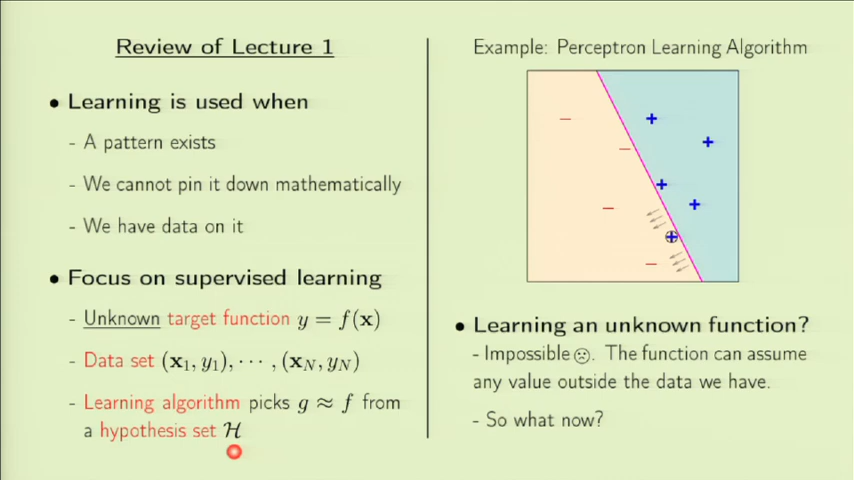 Review of Lecture 1
• Learning is used when
- A pattern exists
- We cannot pin it down mathematically
- We have data on it
• Focus on supervised learning
- Unknown target function y = f(x)
- Data set (x₁, y₁), ⋯ , (x_N, y_N)
- Learning algorithm picks g ≈ f from
a hypothesis set ℋ
Example: Perceptron Learning Algorithm
• Learning an unknown function?
- Impossible ☹. The function can assume
any value outside the data we have.
- So what now?